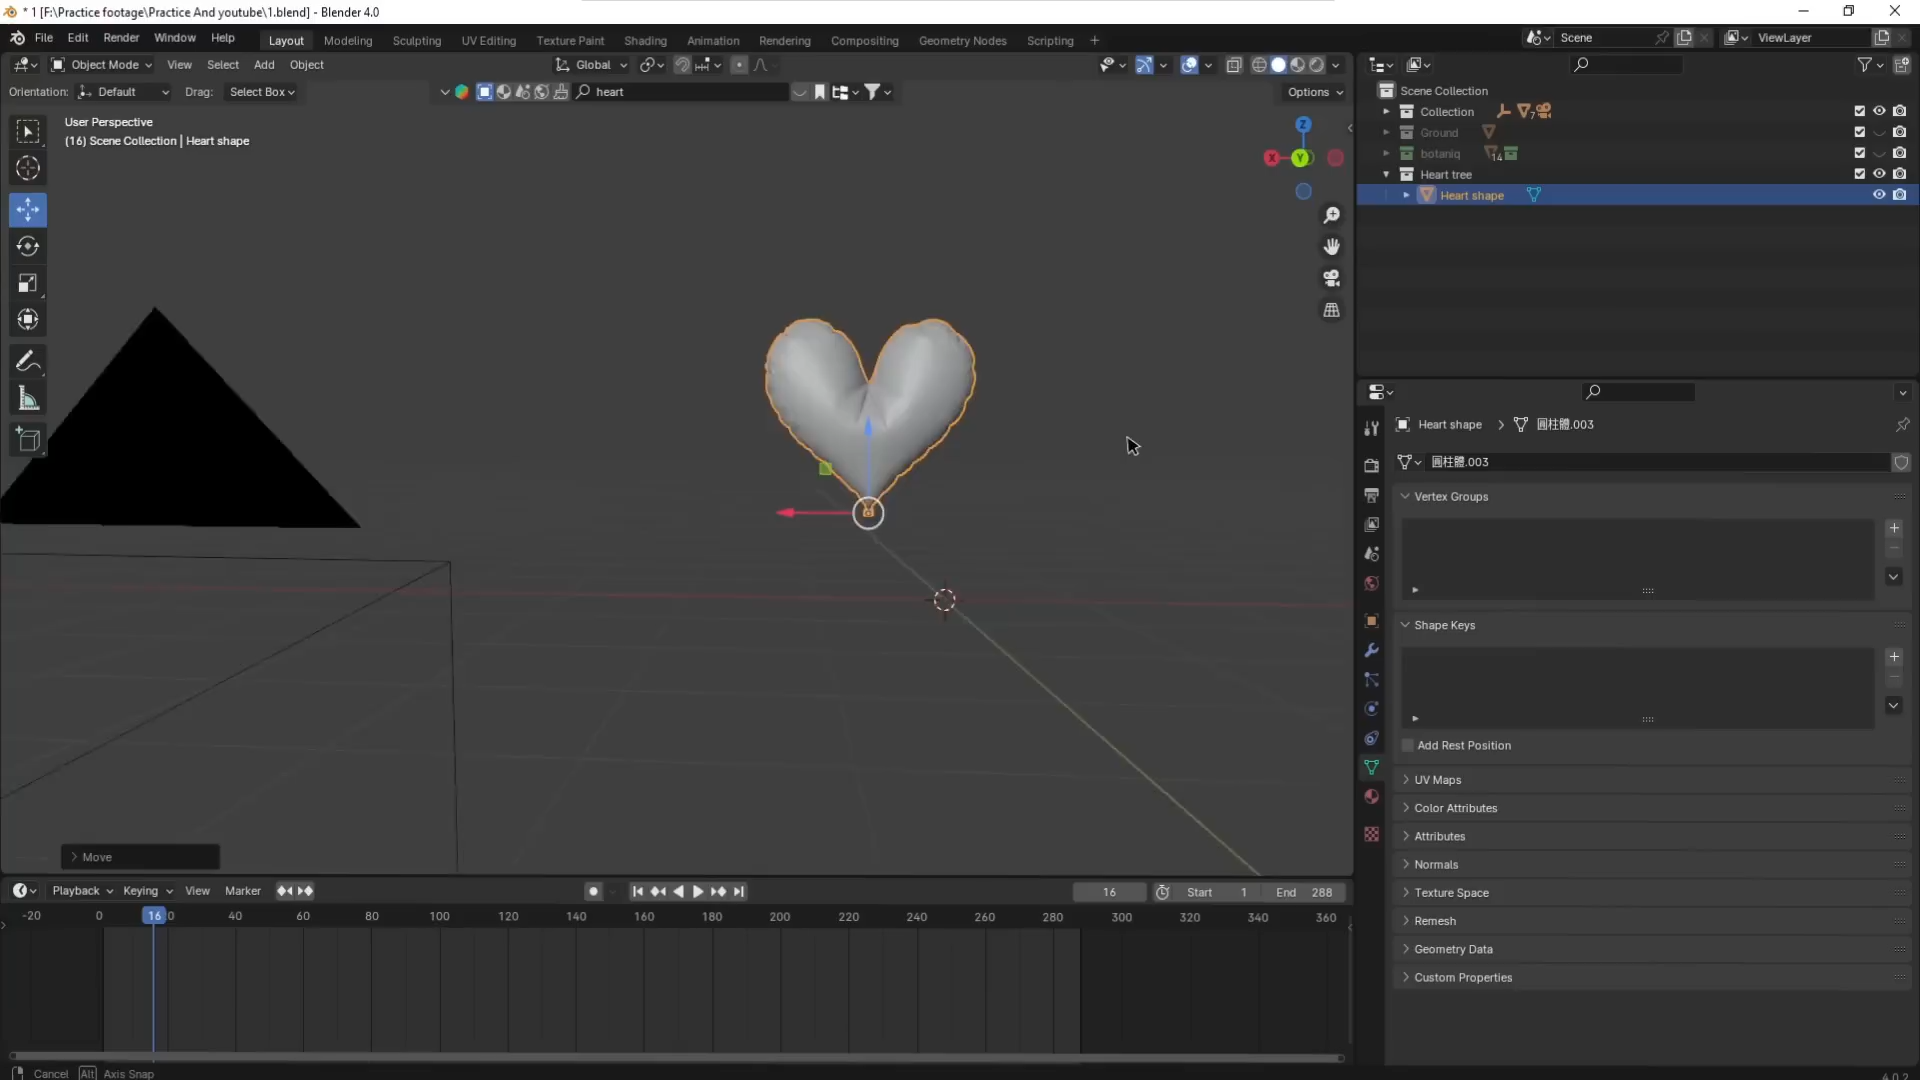 * 1 [F:\Practice footage\Practice And youtube\1.blend] - Blender 4.0
File Edit Render Window Help Layout Modeling Sculpting UV Editing Texture Paint Shading Animation Rendering Compositing Geometry Nodes Scripting + Scene ViewLayer
Object Mode View Select Add Object Global
Orientation: Default Drag: Select Box heart Options
User Perspective
(16) Scene Collection | Heart shape
Z
X
Y
Scene Collection
Collection 7
Ground
botaniq 14
Heart tree
Heart shape
Heart shape > 圓柱體.003
圓柱體.003
Vertex Groups
Shape Keys
Add Rest Position
UV Maps
Color Attributes
Attributes
Normals
Texture Space
Remesh
Geometry Data
Custom Properties
Move
Playback Keying View Marker 16 Start 1 End 288
-20 0 16 0 40 60 80 100 120 140 160 180 200 220 240 260 280 300 320 340 360
Cancel Alt Axis Snap
4.0.2